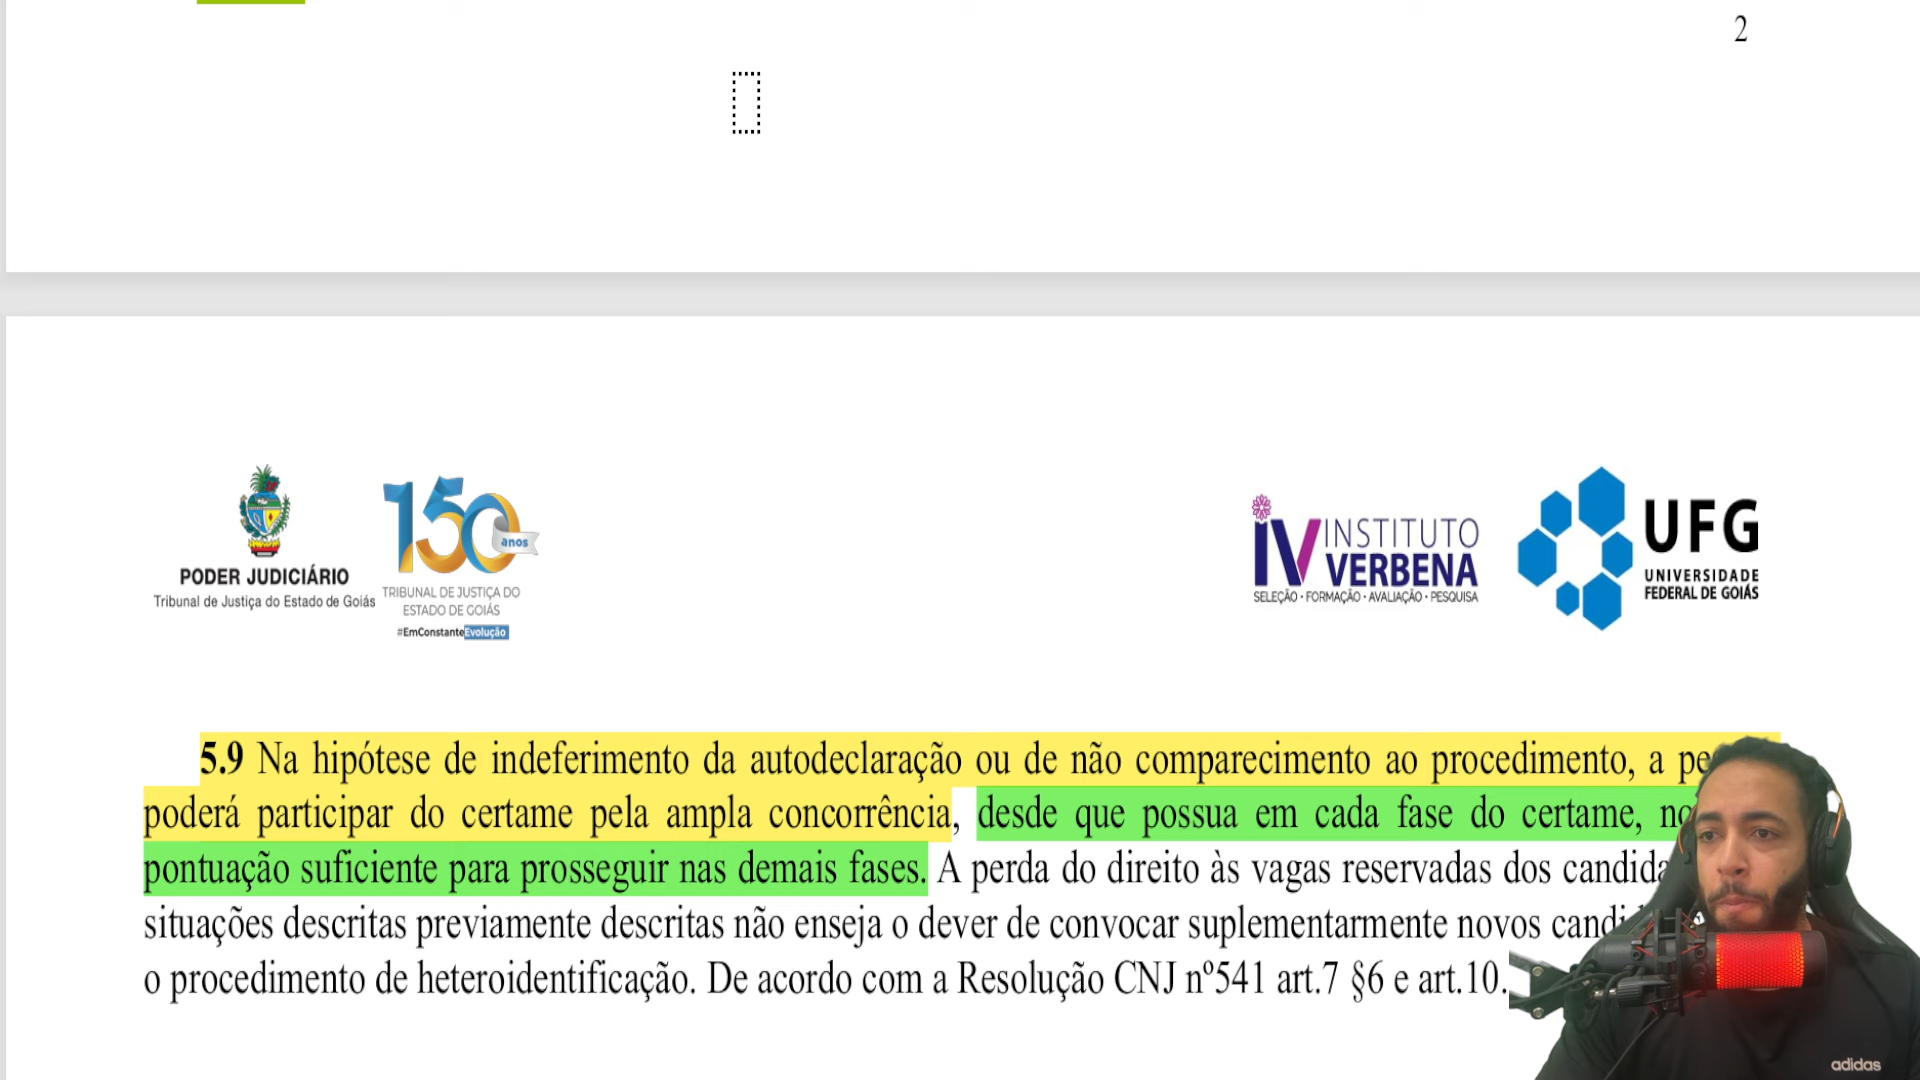 2
150
anos
PODER JUDICIÁRIO
Tribunal de Justiça do Estado de Goiás
TRIBUNAL DE JUSTIÇA DO
ESTADO DE GOIÁS
#EmConstanteEvolução
IV INSTITUTO
VERBENA
SELEÇÃO • FORMAÇÃO • AVALIAÇÃO • PESQUISA
UFG
UNIVERSIDADE
FEDERAL DE GOIÁS
5.9 Na hipótese de indeferimento da autodeclaração ou de não comparecimento ao procedimento, a
poderá participar do certame pela ampla concorrência, desde que possua em cada fase do certame,
pontuação suficiente para prosseguir nas demais fases. A perda do direito às vagas reservadas dos
situações descritas previamente descritas não enseja o dever de convocar suplementarmente novos
o procedimento de heteroidentificação. De acordo com a Resolução CNJ nº541 art.7 §6 e art.10.
adidas